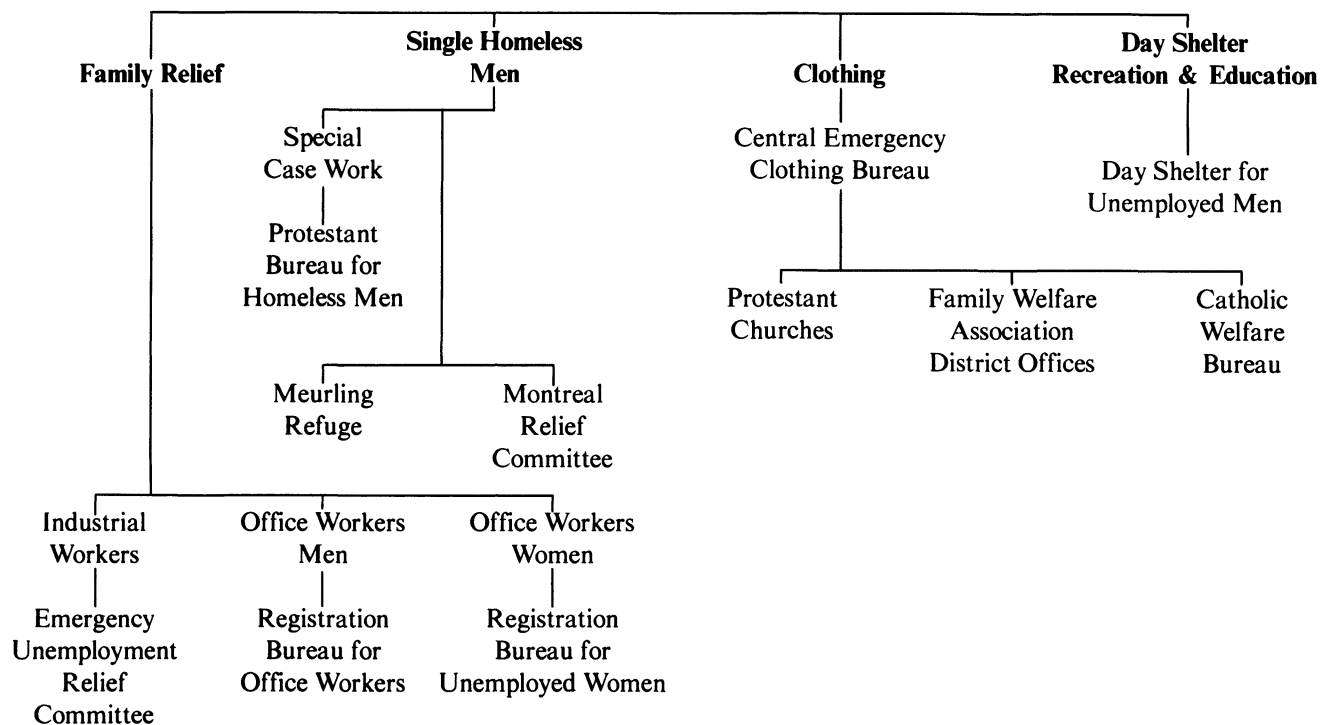 Family Relief
Single Homeless
Men
Clothing
Day Shelter
Recreation & Education
Special
Case Work
Protestant
Bureau for
Homeless Men
Meurling
Refuge
Montreal
Relief
Committee
Central Emergency
Clothing Bureau
Protestant
Churches
Family Welfare
Association
District Offices
Catholic
Welfare
Bureau
Day Shelter for
Unemployed Men
Industrial
Workers
Emergency
Unemployment
Relief
Committee
Office Workers
Men
Registration
Bureau for
Office Workers
Office Workers
Women
Registration
Bureau for
Unemployed Women